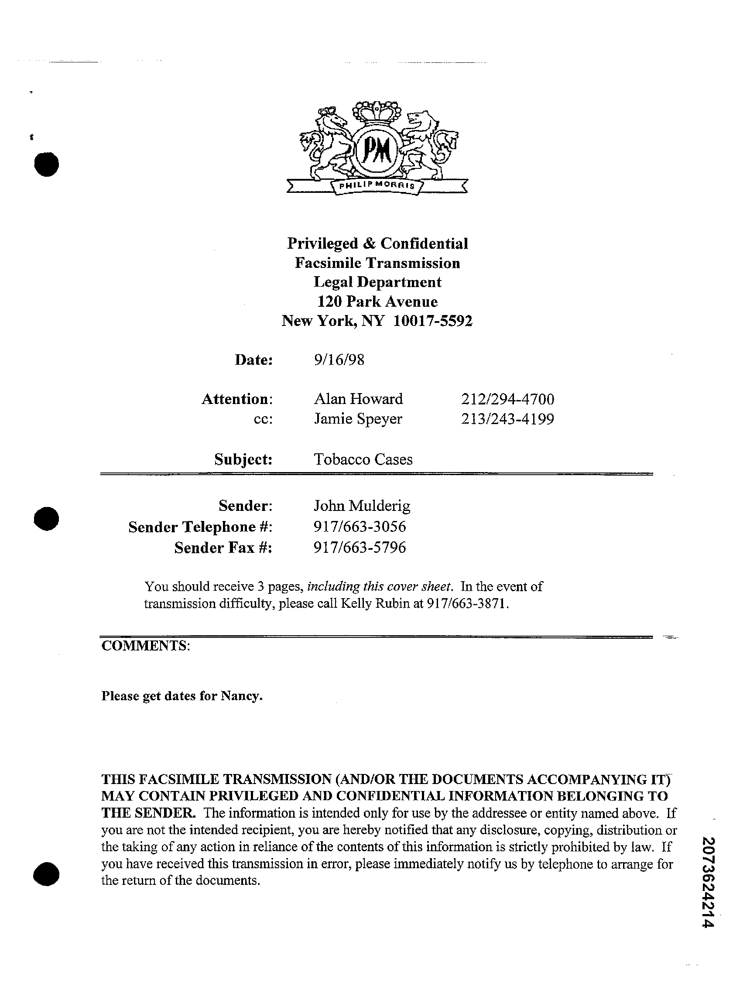 PM
PHILIP MORRIS
Privileged & Confidential
Facsimile Transmission
Legal Department
120 Park Avenue
New York, NY 10017-5592
Date: 9/16/98
Attention: Alan Howard 212/294-4700
cc: Jamie Speyer 213/243-4199
Subject: Tobacco Cases
Sender: John Mulderig
Sender Telephone #: 917/663-3056
Sender Fax #: 917/663-5796
You should receive 3 pages, including this cover sheet. In the event of
transmission difficulty, please call Kelly Rubin at 917/663-3871.
COMMENTS:
Please get dates for Nancy.
THIS FACSIMILE TRANSMISSION (AND/OR THE DOCUMENTS ACCOMPANYING IT)
MAY CONTAIN PRIVILEGED AND CONFIDENTIAL INFORMATION BELONGING TO
THE SENDER. The information is intended only for use by the addressee or entity named above. If
you are not the intended recipient, you are hereby notified that any disclosure, copying, distribution or
the taking of any action in reliance of the contents of this information is strictly prohibited by law. If
you have received this transmission in error, please immediately notify us by telephone to arrange for
the return of the documents.
2073624214